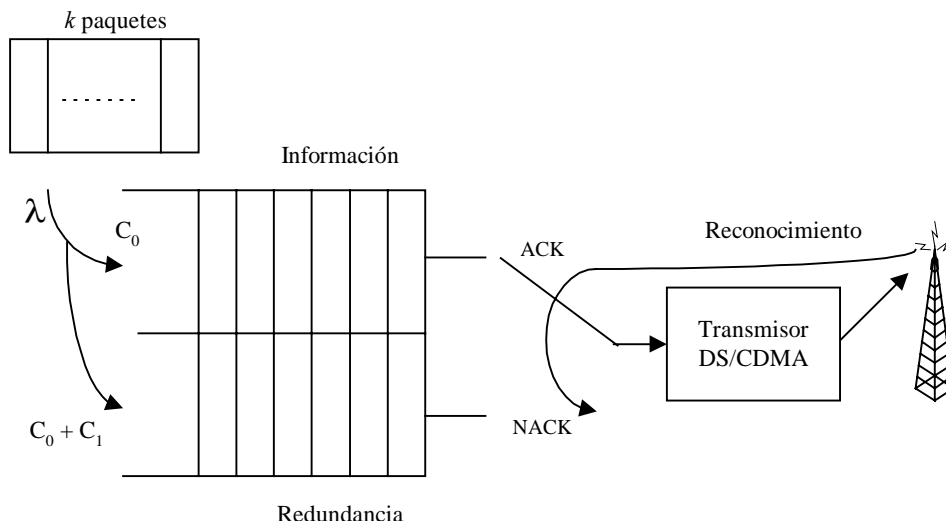 k paquetes
Información
λ
C₀
ACK
Reconocimiento
Transmisor
DS/CDMA
C₀ + C₁
NACK
Redundancia